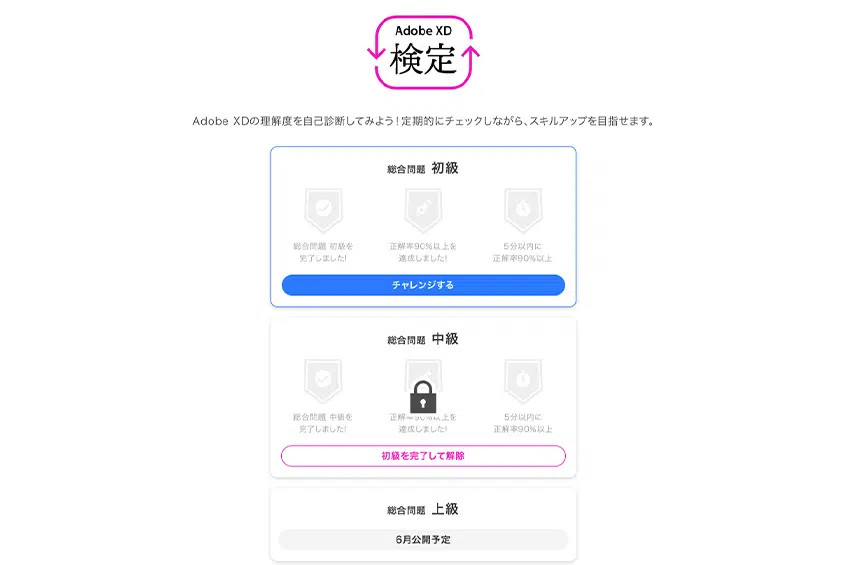 Adobe XD
検定
Adobe XDの理解度を自己診断してみよう！定期的にチェックしながら、スキルアップを目指せます。
総合問題 初級
総合問題 初級を
完了しました!
正解率90%以上を
達成しました!
5分以内に
正解率90%以上
チャレンジする
総合問題 中級
総合問題 中級を
完了しました!
正解率90%以上を
達成しました!
5分以内に
正解率90%以上
初級を完了して解除
総合問題 上級
6月公開予定